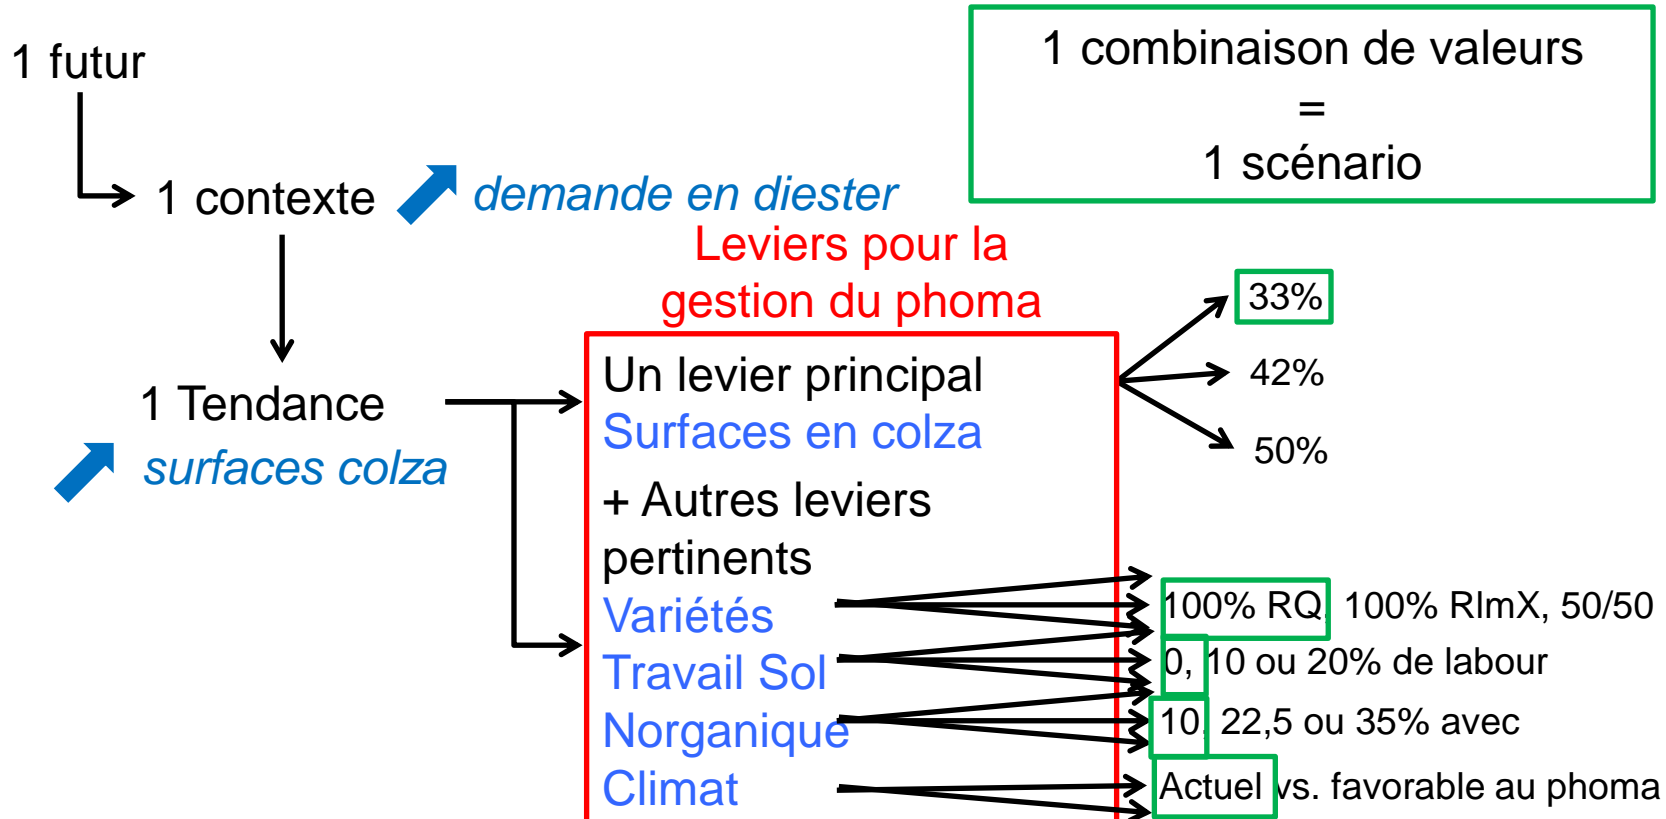 1 futur
1 combinaison de valeurs
=
1 scénario
1 contexte
demande en diester
Leviers pour la
gestion du phoma
33%
42%
50%
1 Tendance
surfaces colza
Un levier principal
Surfaces en colza
+ Autres leviers
pertinents
Variétés
100% RQ, 100% RlmX, 50/50
Travail Sol
0, 10 ou 20% de labour
Norganique
10, 22,5 ou 35% avec
Climat
Actuel vs. favorable au phoma